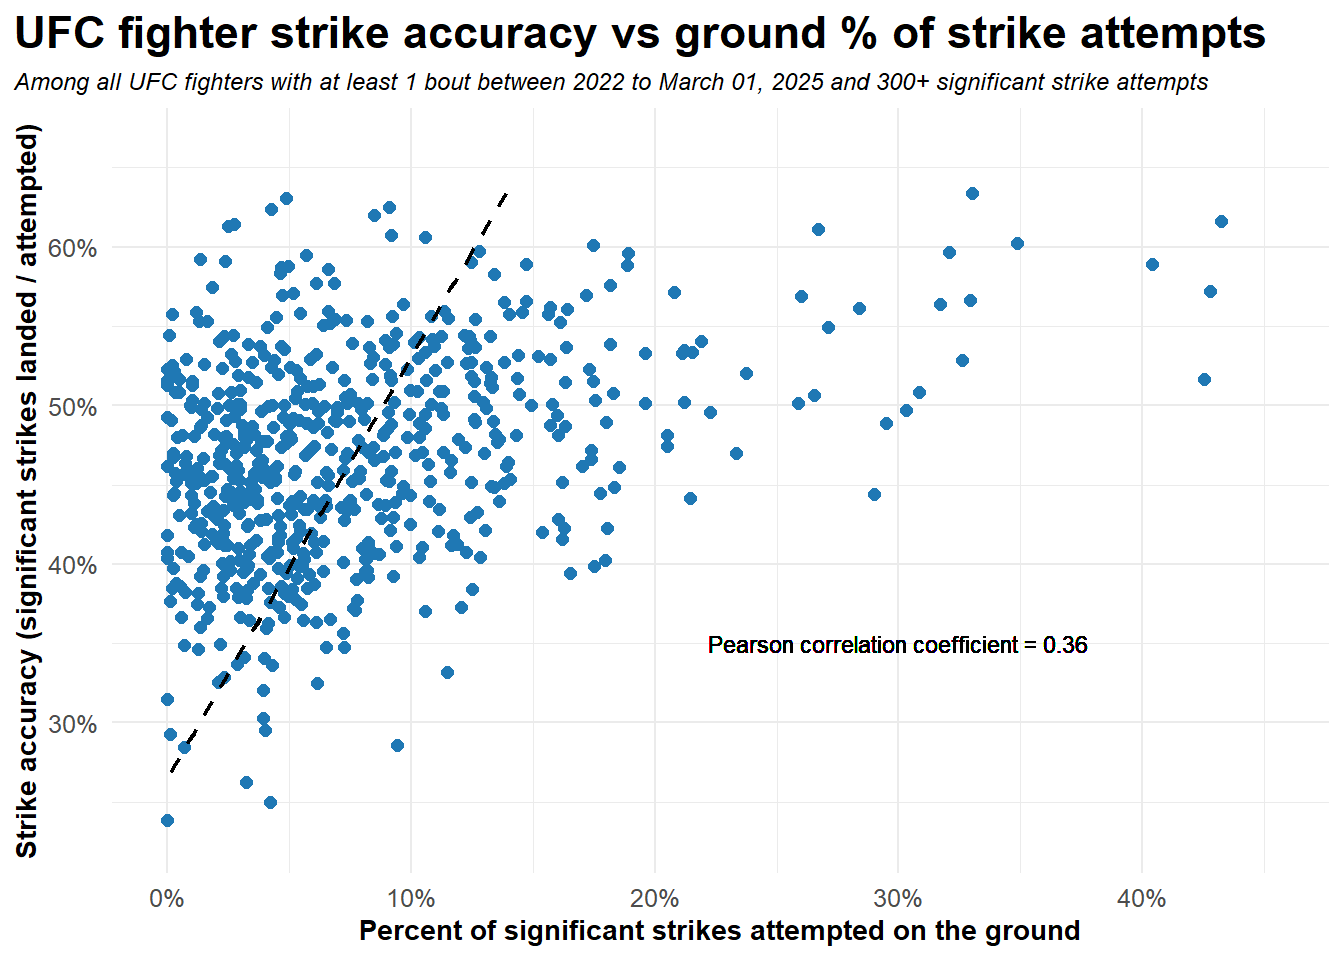 UFC fighter strike accuracy vs ground % of strike attempts
Among all UFC fighters with at least 1 bout between 2022 to March 01, 2025 and 300+ significant strike attempts
Strike accuracy (significant strikes landed / attempted)
60%
50%
40%
30%
Pearson correlation coefficient = 0.36
0%
10%
20%
30%
40%
Percent of significant strikes attempted on the ground